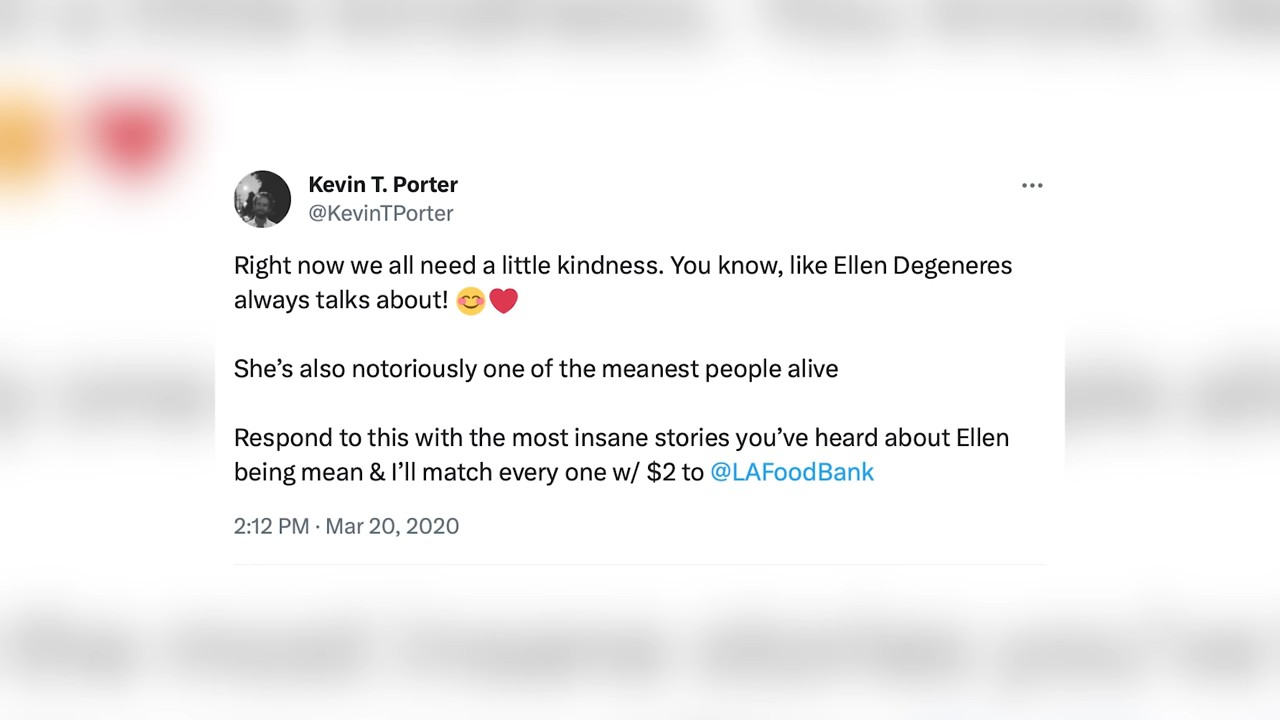 Kevin T. Porter
@KevinTPorter
Right now we all need a little kindness. You know, like Ellen Degeneres
always talks about! 😊❤️
She’s also notoriously one of the meanest people alive
Respond to this with the most insane stories you’ve heard about Ellen
being mean & I’ll match every one w/ $2 to @LAFoodBank
2:12 PM · Mar 20, 2020